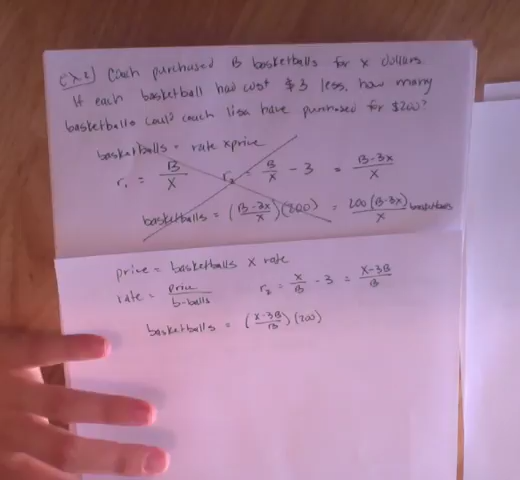 Ex 2) Coach purchased B basketballs for x dollars.
If each basketball had cost $3 less, how many
basketballs could coach lisa have purchased for $200?
basketballs = rate x price
r₁ = B/X r₂ = B/X - 3 = B-3x/X
basketballs = (B-3x/x)(200) = 200(B-3x)/x basketballs
price = basketballs x rate
rate = price/b-balls r₂ = x/B - 3 = x-3B/B
basketballs = (x-3B/B)(200)